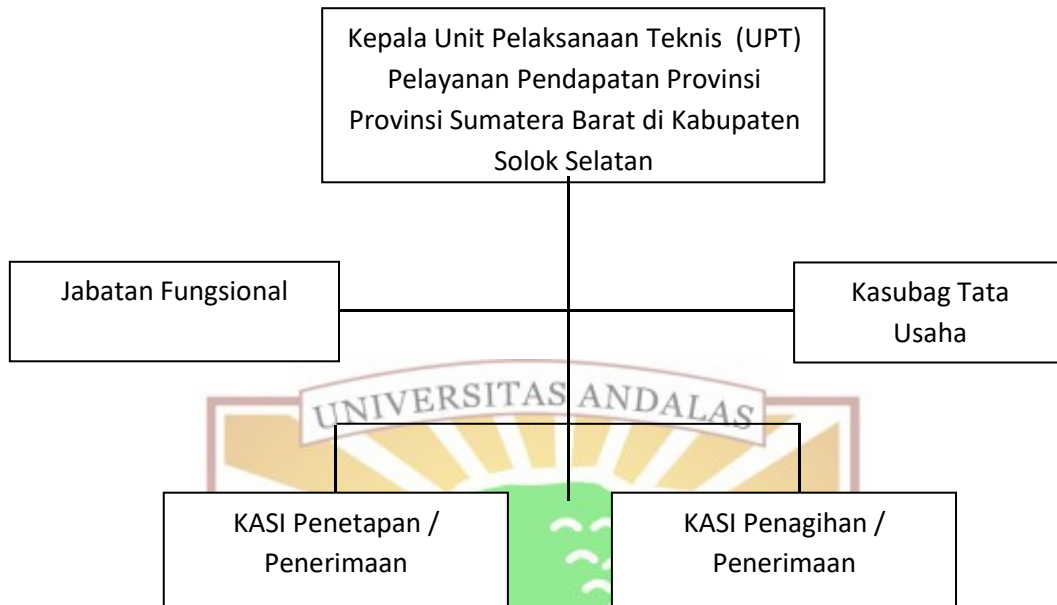 Kepala Unit Pelaksanaan Teknis (UPT)
Pelayanan Pendapatan Provinsi
Provinsi Sumatera Barat di Kabupaten
Solok Selatan
Jabatan Fungsional
Kasubag Tata
Usaha
UNIVERSITAS ANDALAS
KASI Penetapan /
Penerimaan
KASI Penagihan /
Penerimaan